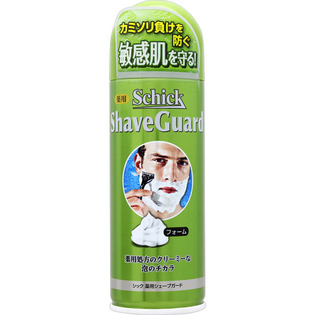 カミソリ負けを防ぐ
敏感肌を守る!
薬用
Schick
ShaveGuard
フォーム
薬用処方のクリーミーな
泡のチカラ
シック 薬用シェーブガード